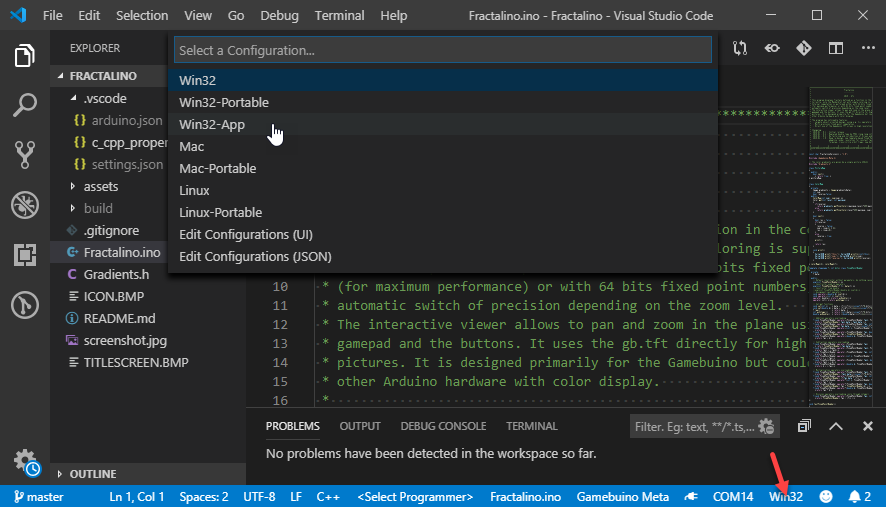 File Edit Selection View Go Debug Terminal Help Fractalino.ino - Fractalino - Visual Studio Code
EXPLORER
Select a Configuration...
FRACTALINO
Win32
.vscode
Win32-Portable
arduino.json
Win32-App
c_cpp_proper
Mac
settings.json
Mac-Portable
assets
Linux
build
Linux-Portable
.gitignore
Edit Configurations (UI)
ion in the co
Fractalino.ino
Edit Configurations (JSON)
loring is sup
Gradients.h
bits fixed po
ICON.BMP
10 * (for maximum performance) or with 64 bits fixed point numbers
11 * automatic switch of precision depending on the zoom level.
README.md
12 * The interactive viewer allows to pan and zoom in the plane usi
screenshot.jpg
13 * gamepad and the buttons. It uses the gb.tft directly for high
TITLESCREEN.BMP
14 * pictures. It is designed primarily for the Gamebuino but could
15 * other Arduino hardware with color display.
16 *
PROBLEMS OUTPUT DEBUG CONSOLE TERMINAL Filter. Eg: text, **/*.ts,...
No problems have been detected in the workspace so far.
OUTLINE
master Ln 1, Col 1 Spaces: 2 UTF-8 LF C++ <Select Programmer> Fractalino.ino Gamebuino Meta COM14 Win32 2